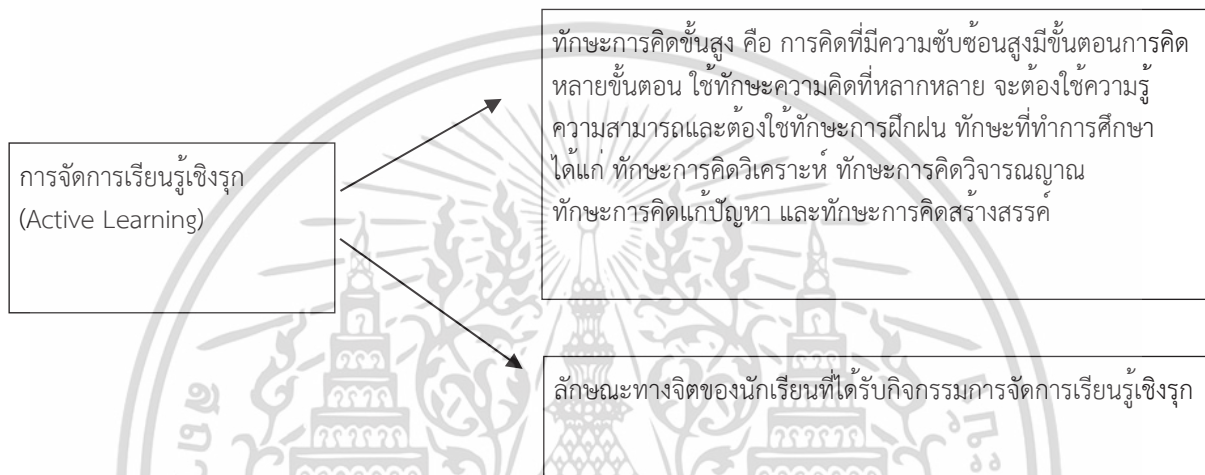 ทักษะการคิดขั้นสูง คือ การคิดที่มีความซับซ้อนสูงมีขั้นตอนการคิด
หลายขั้นตอน ใช้ทักษะความคิดที่หลากหลาย จะต้องใช้ความรู้
ความสามารถและต้องใช้ทักษะการฝึกฝน ทักษะที่ทำการศึกษา
ได้แก่ ทักษะการคิดวิเคราะห์ ทักษะการคิดวิจารณญาณ
ทักษะการคิดแก้ปัญหา และทักษะการคิดสร้างสรรค์
การจัดการเรียนรู้เชิงรุก
(Active Learning)
ลักษณะทางจิตของนักเรียนที่ได้รับกิจกรรมการจัดการเรียนรู้เชิงรุก